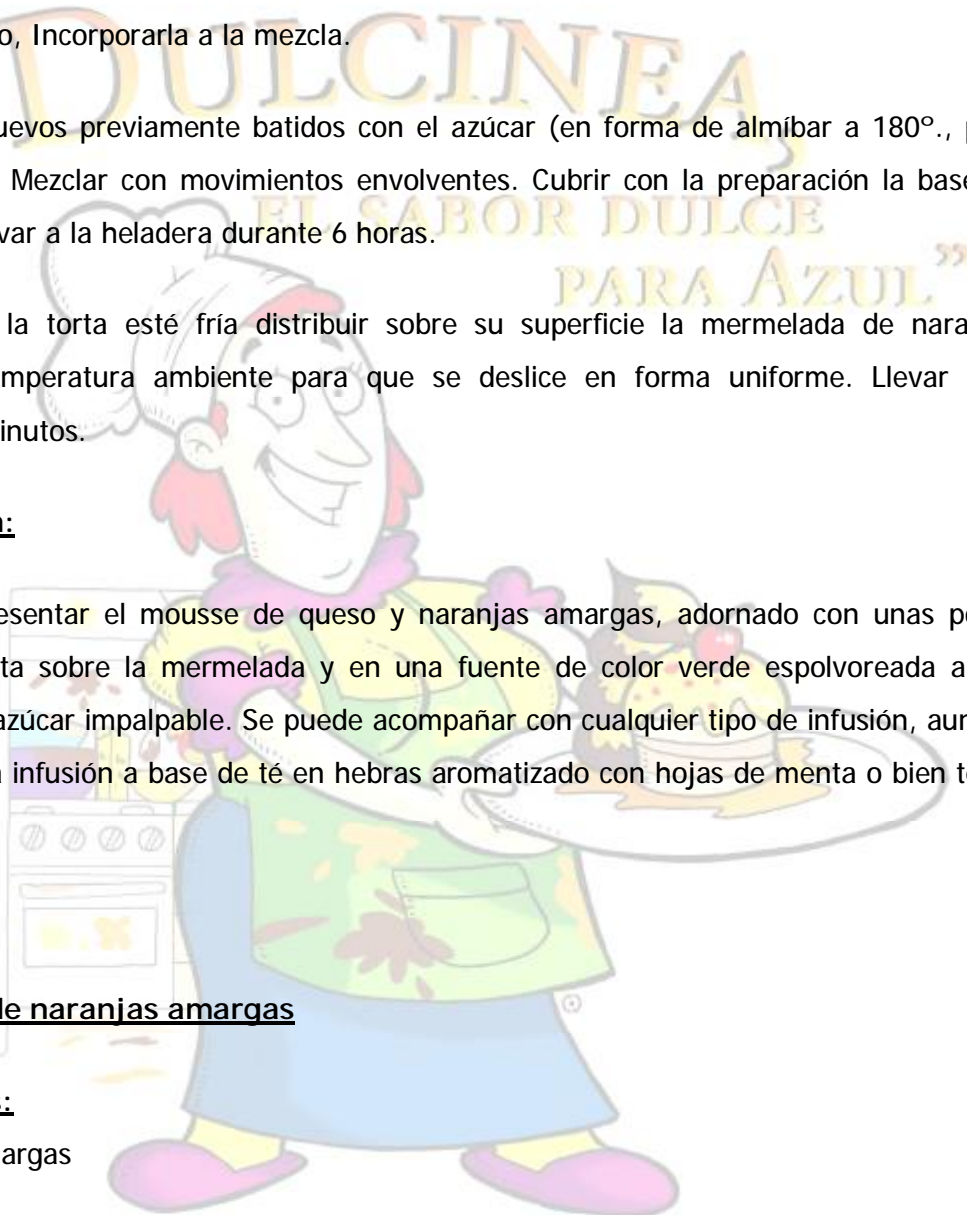 o, Incorporarla a la mezcla.
DULCINEA,
uevos previamente batidos con el azúcar (en forma de almíbar a 180º., p
Mezclar con movimientos envolventes. Cubrir con la preparación la base
EL SABOR DULCE
var a la heladera durante 6 horas.
PARA AZUL”
la torta esté fría distribuir sobre su superficie la mermelada de nara
mperatura ambiente para que se deslice en forma uniforme. Llevar
inutos.
n:
esentar el mousse de queso y naranjas amargas, adornado con unas pe
ta sobre la mermelada y en una fuente de color verde espolvoreada a
azúcar impalpable. Se puede acompañar con cualquier tipo de infusión, aun
a infusión a base de té en hebras aromatizado con hojas de menta o bien té
de naranjas amargas
s:
argas